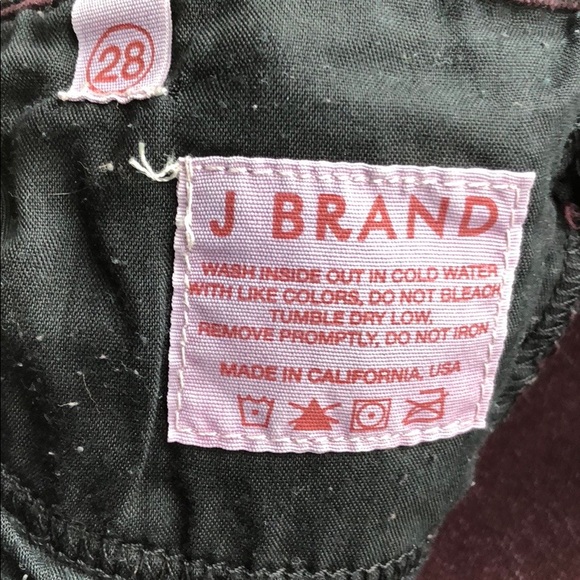 28
J BRAND
WASH INSIDE OUT IN COLD WATER
WITH LIKE COLORS, DO NOT BLEACH
TUMBLE DRY LOW.
REMOVE PROMPTLY, DO NOT IRON
MADE IN CALIFORNIA, USA